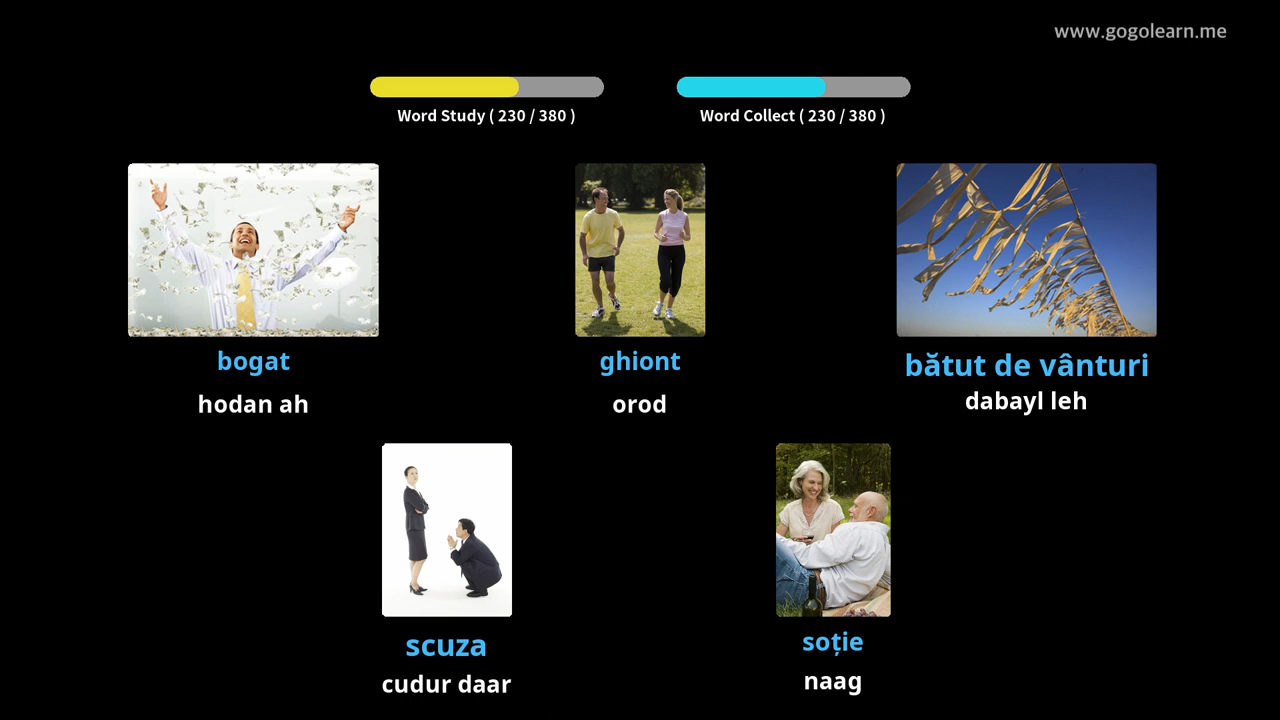 www.gogolearn.me
Word Study ( 230 / 380 )
Word Collect ( 230 / 380 )
bogat
hodan ah
ghiont
orod
bătut de vânturi
dabayl leh
scuza
cudur daar
soție
naag